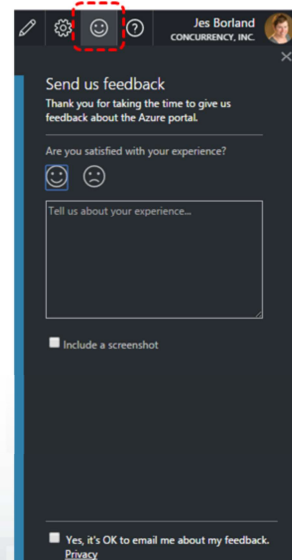 Jes Borland
CONCURRENCY, INC.
Send us feedback
Thank you for taking the time to give us
feedback about the Azure portal.
Are you satisfied with your experience?
Tell us about your experience...
Include a screenshot
Yes, it's OK to email me about my feedback.
Privacy